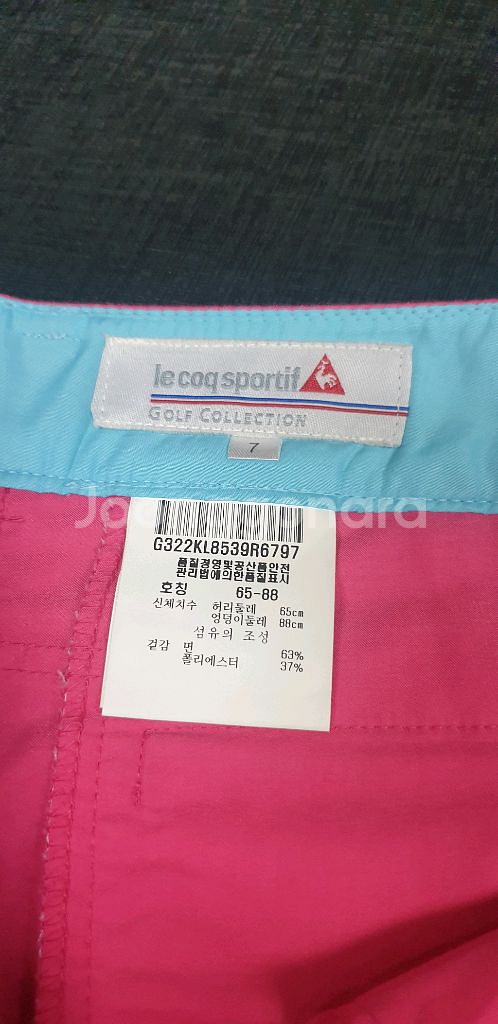 le coq sportif
GOLF COLLECTION
7
G322KL8539R6797
품질경영및공산품안전
관리법에의한품질표시
호칭 65-88
신체치수 허리둘레 65cm
엉덩이둘레 88cm
섬유의 조성
겉감 면 63%
폴리에스터 37%